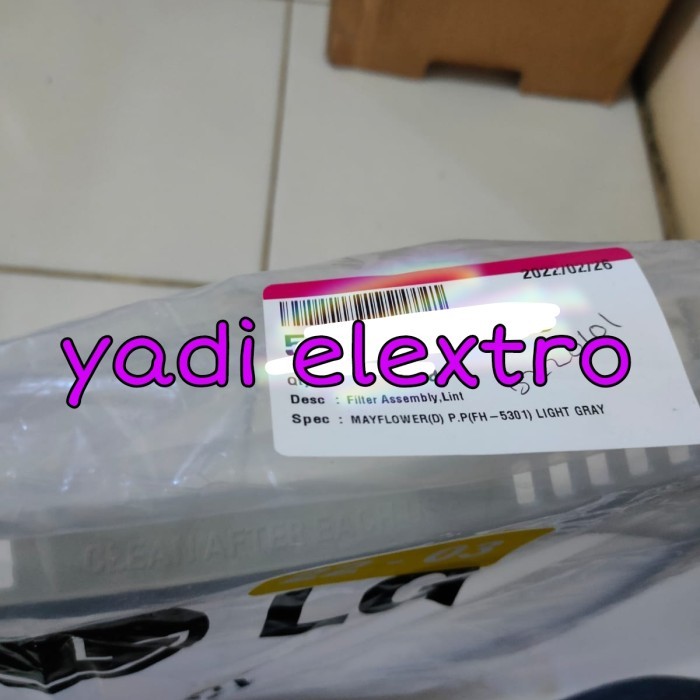 2022/02/26
yadi elextro
Desc : Filter Assembly,Lint
Spec : MAYFLOWER(D) P.P(FH-5301) LIGHT GRAY
CLEAN AFTER EACH
LG